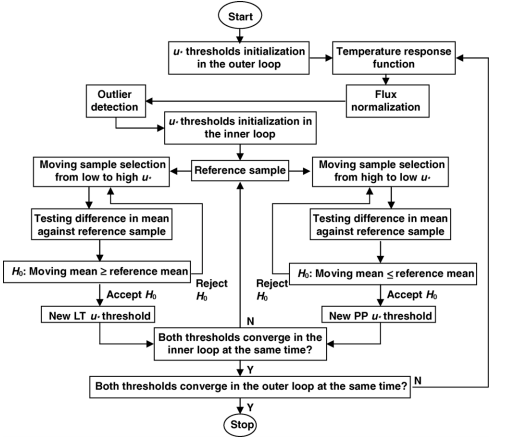 Start
u* thresholds initialization
in the outer loop
Temperature response
function
Outlier
detection
Flux
normalization
u* thresholds initialization in
the inner loop
Moving sample selection
from low to high u*
Reference sample
Moving sample selection
from high to low u*
Testing difference in mean
against reference sample
Testing difference in mean
against reference sample
H0: Moving mean ≥ reference mean
Reject
H0
Reject
H0
H0: Moving mean ≤ reference mean
Accept H0
Accept H0
New LT u* threshold
N
New PP u* threshold
Both thresholds converge in the
inner loop at the same time?
Y
Both thresholds converge in the outer loop at the same time?
N
Y
Stop